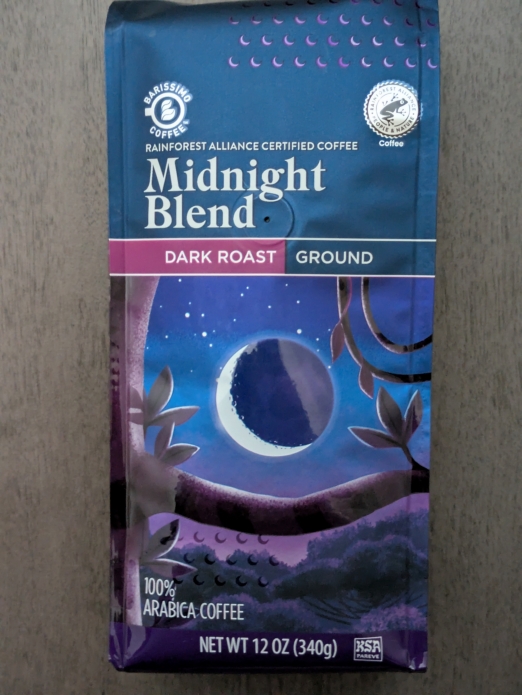 BARISSIMO
COFFEE
RAINFOREST ALLIANCE CERTIFIED COFFEE
Coffee
Midnight
Blend
DARK ROAST GROUND
100%
ARABICA COFFEE
NET WT 12 OZ (340g)
KSA
PAREVE